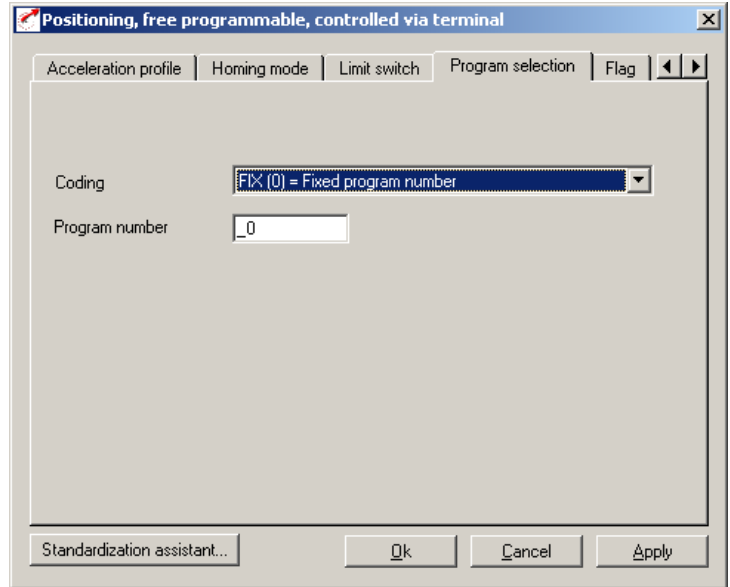 Positioning, free programmable, controlled via terminal
Acceleration profile Homing mode Limit switch Program selection Flag
Coding FIX (0) = Fixed program number
Program number _0
Standardization assistant... Ok Cancel Apply